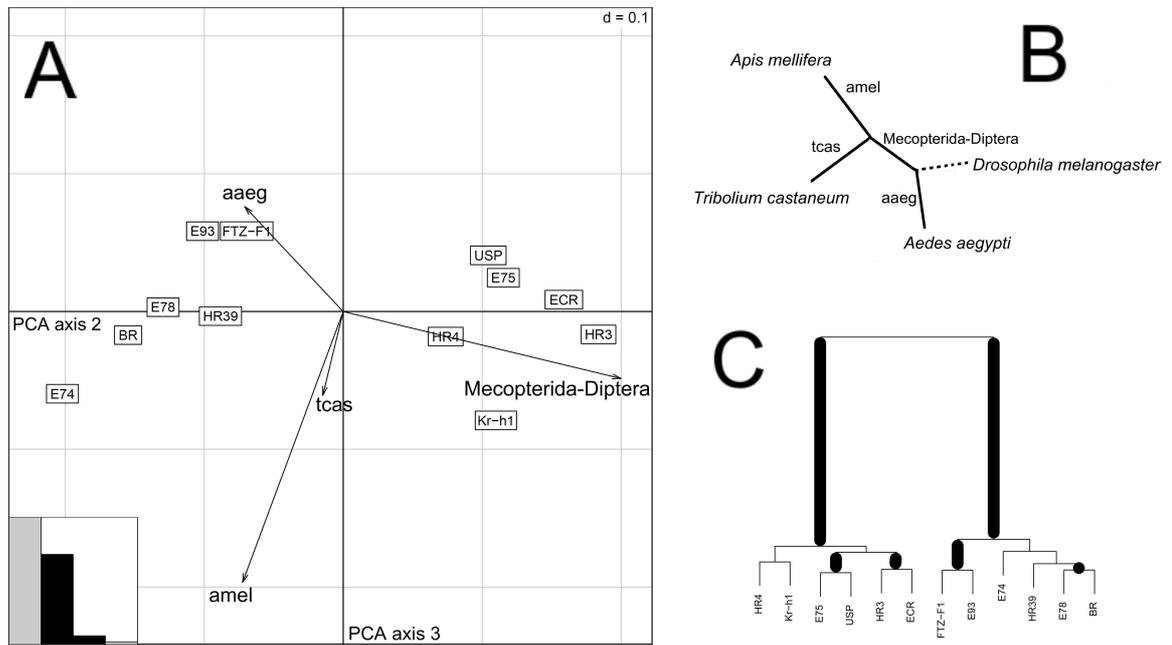 A
d = 0.1
aaeg
E93
FTZ−F1
USP
E75
ECR
E78
HR39
PCA axis 2
BR
HR4
HR3
Mecopterida-Diptera
E74
tcas
Kr−h1
amel
PCA axis 3
B
Apis mellifera
amel
Mecopterida-Diptera
tcas
Drosophila melanogaster
Tribolium castaneum
aaeg
Aedes aegypti
C
HR4
Kr−h1
E75
USP
HR3
ECR
FTZ−F1
E93
E74
HR39
E78
BR